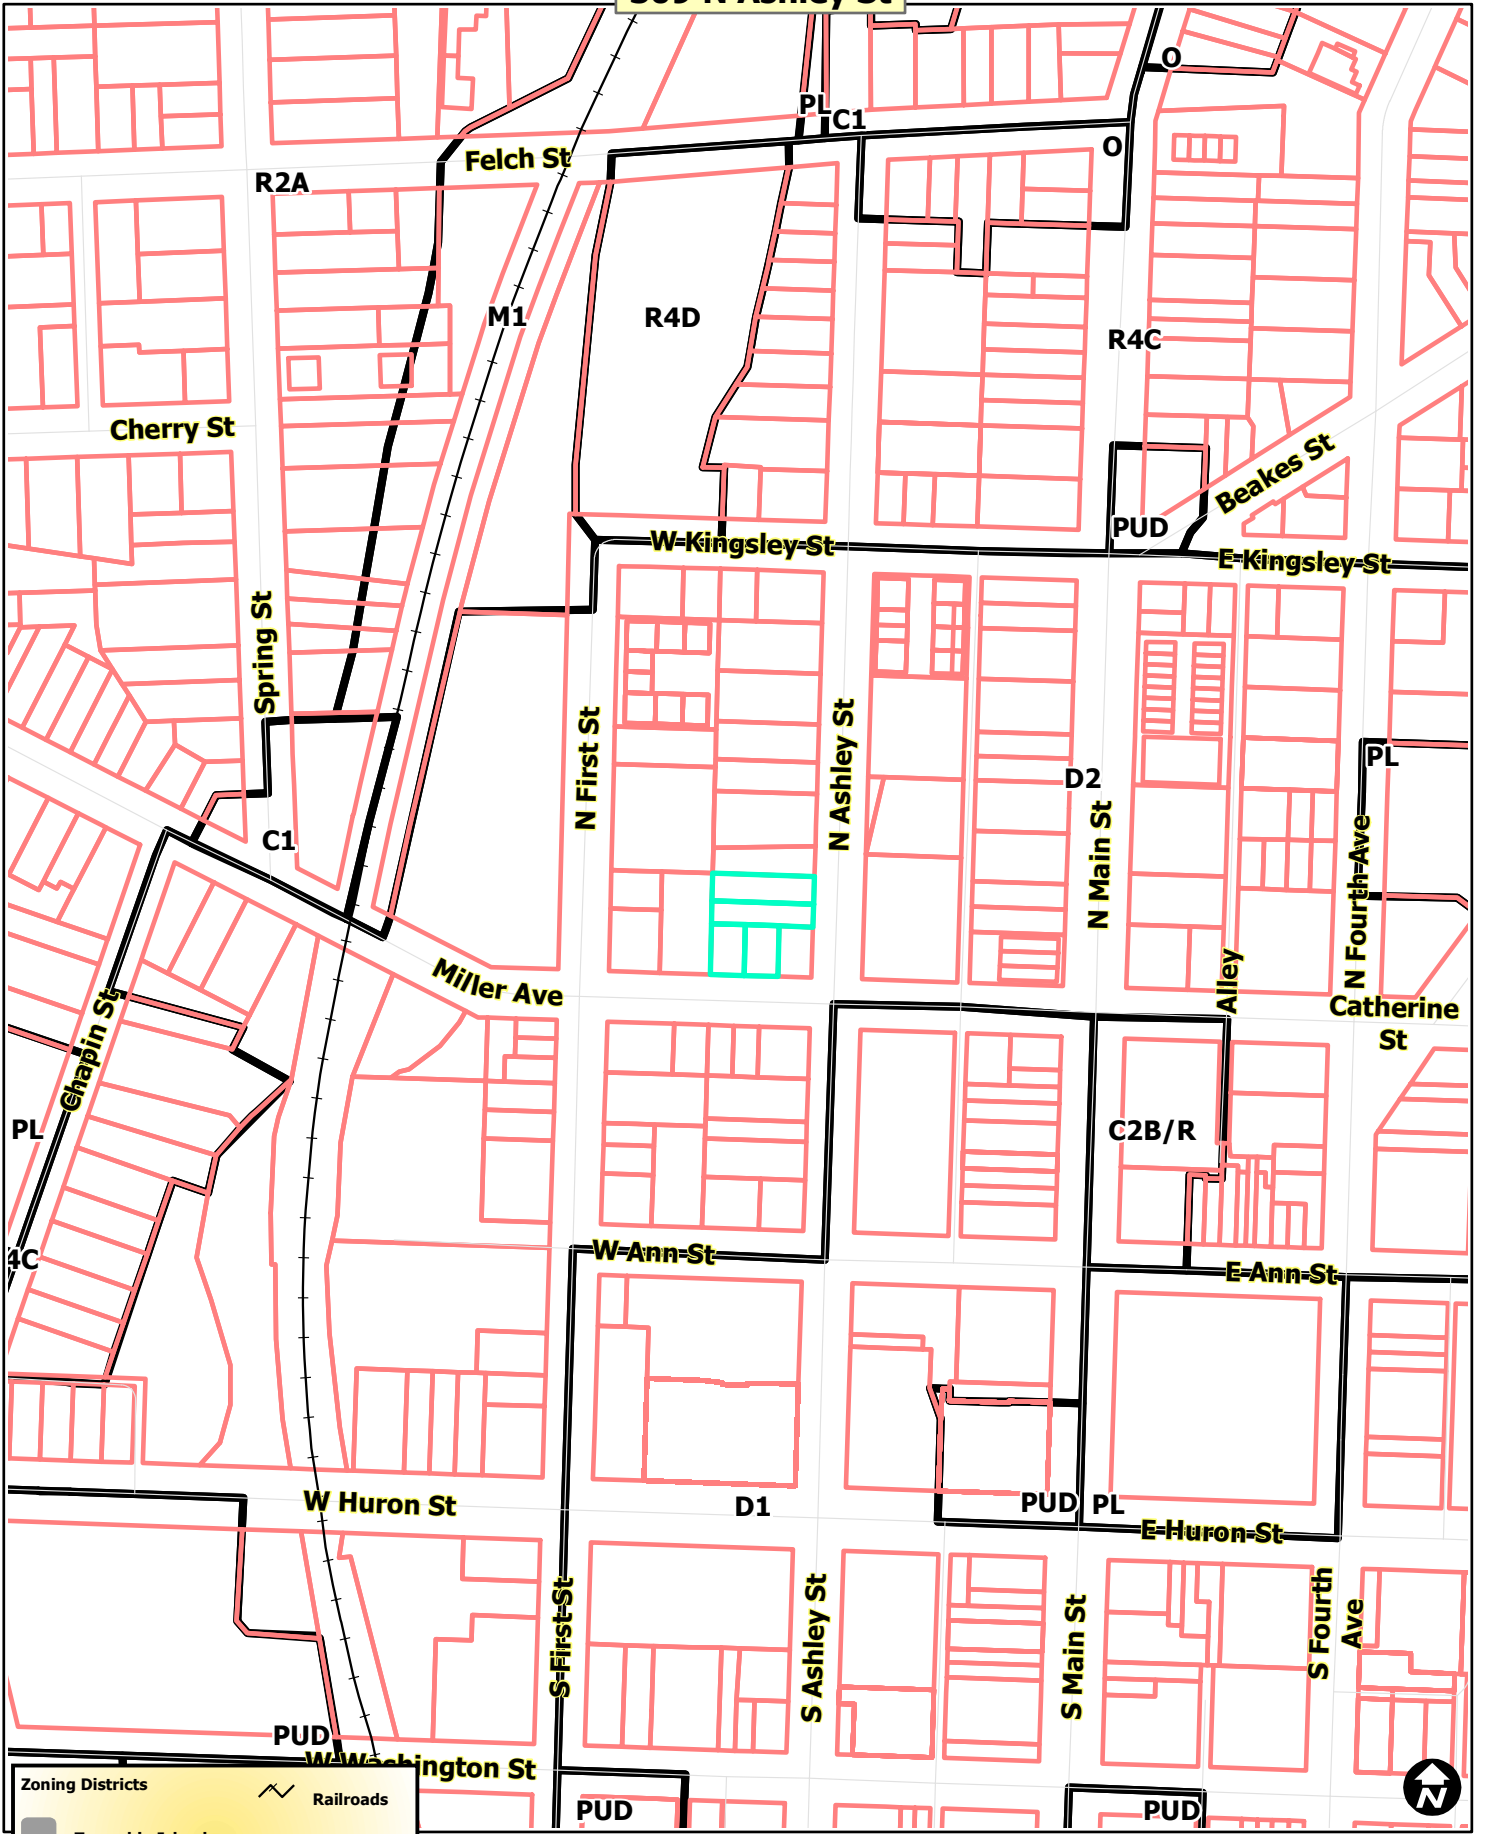 309 N Ashley St
O
PL
C1
O
Felch St
R2A
M1
R4D
R4C
Cherry St
Beakes St
PUD
W Kingsley St
E Kingsley St
Spring St
N First St
N Ashley St
D2
PL
N Main St
N Fourth Ave
C1
Miller Ave
Alley
Catherine
St
Chapin St
PL
C2B/R
4C
W Ann St
E Ann St
W Huron St
D1
PUD
PL
E Huron St
S First St
S Ashley St
S Main St
S Fourth
Ave
PUD
W Washington St
Zoning Districts
Railroads
PUD
PUD
N